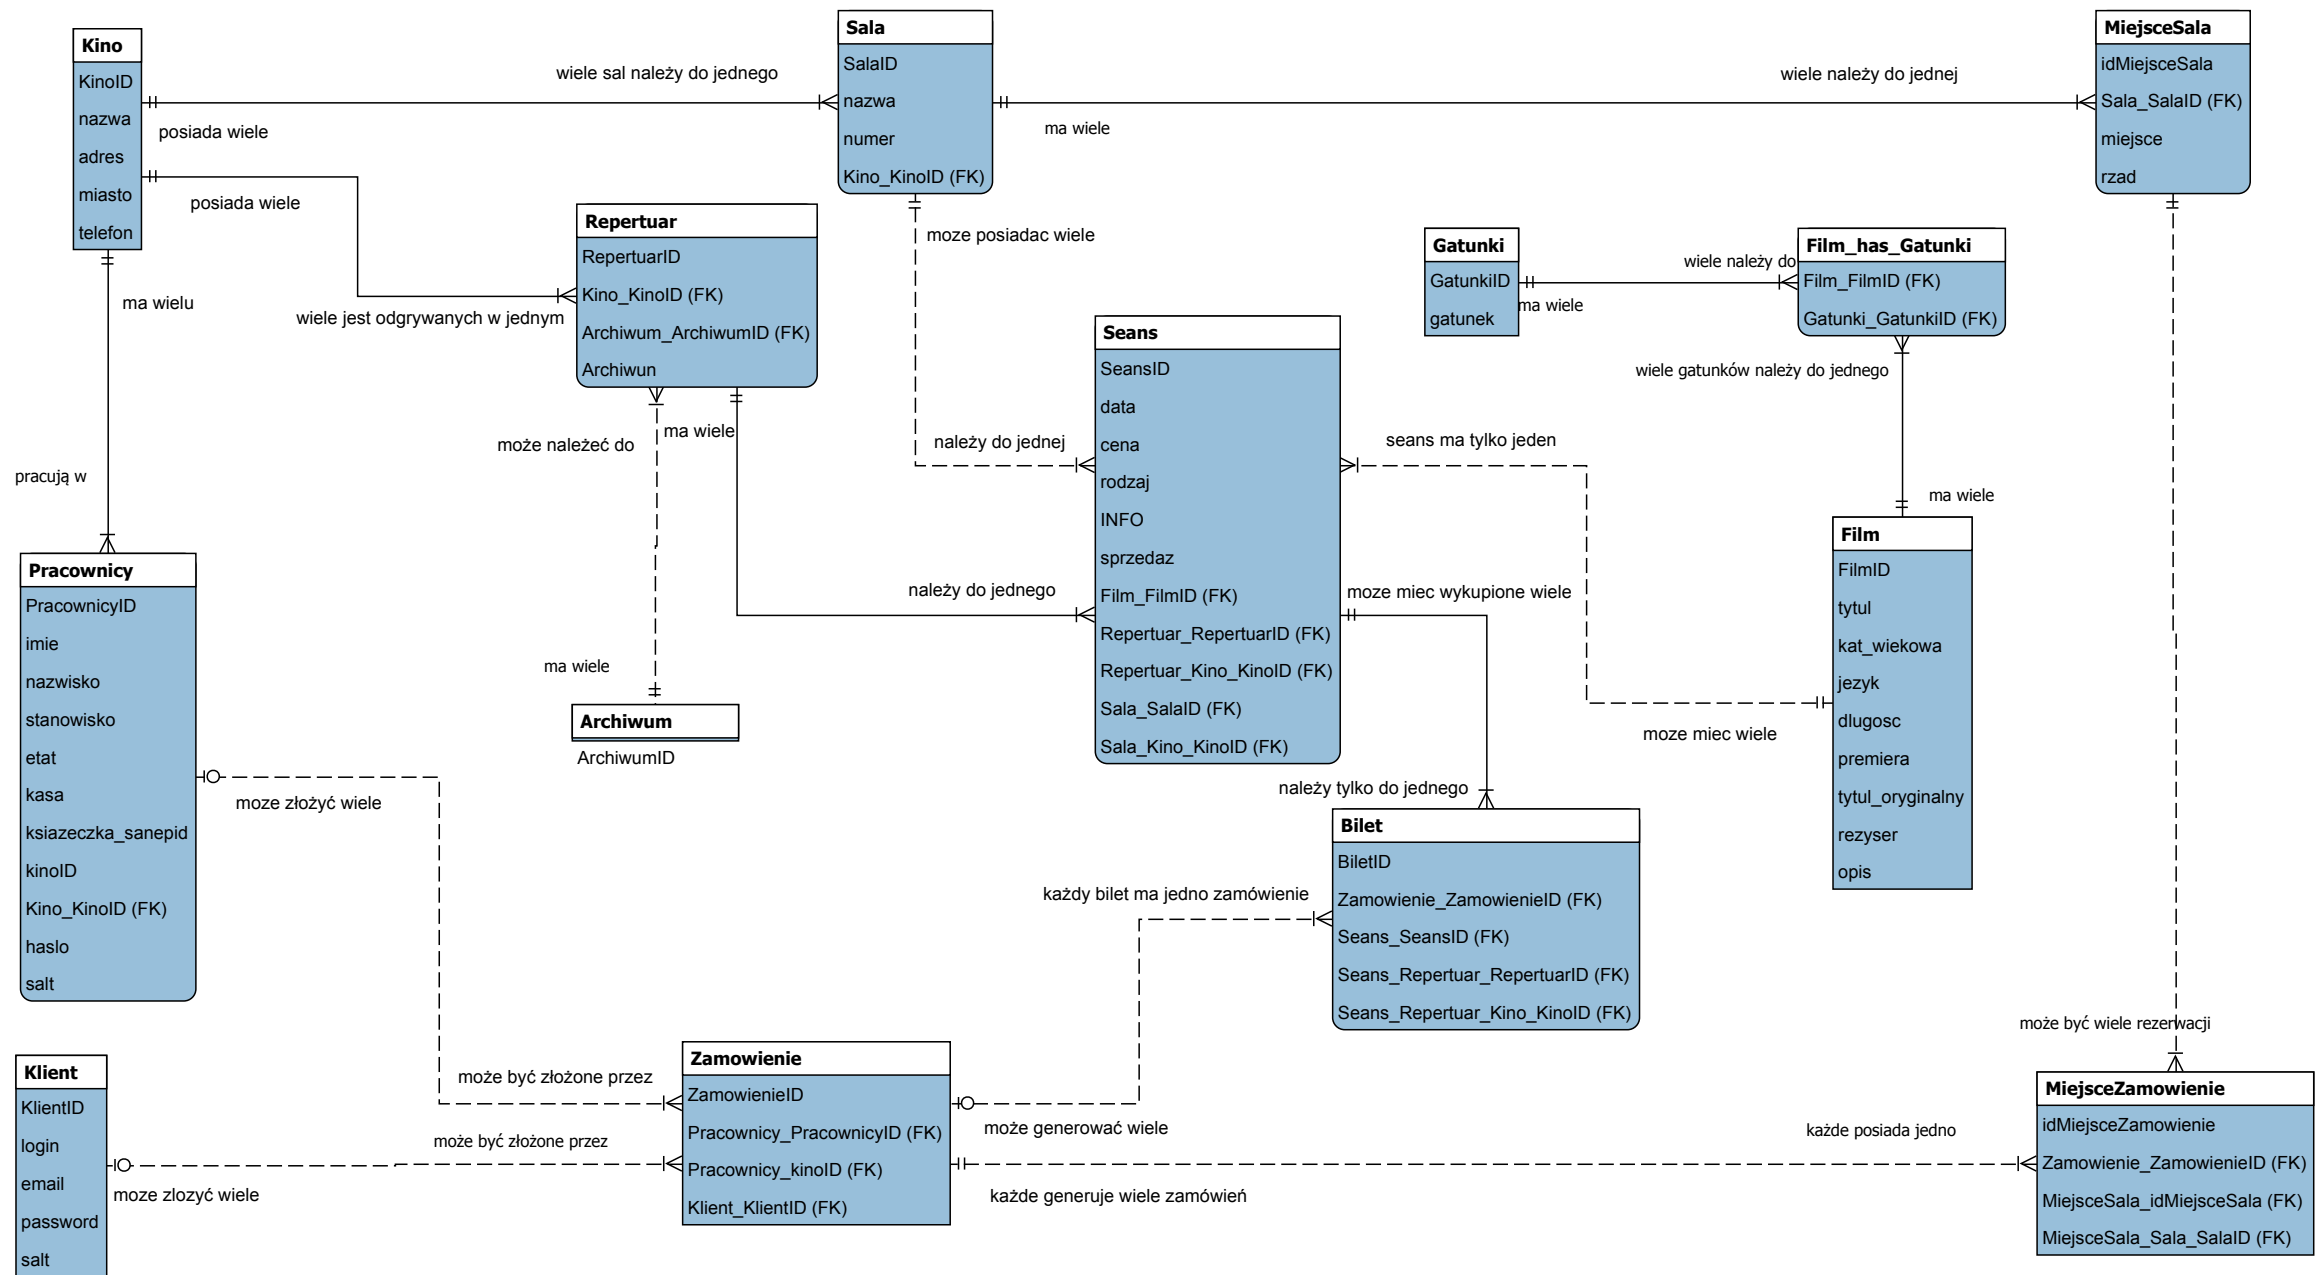 Kino
KinoID
nazwa
adres
miasto
telefon
posiada wiele
wiele sal należy do jednego
posiada wiele
wiele jest odgrywanych w jednym
ma wielu
pracują w
Sala
SalaID
nazwa
numer
Kino_KinoID (FK)
ma wiele
wiele należy do jednej
moze posiadac wiele
należy do jednej
MiejsceSala
idMiejsceSala
Sala_SalaID (FK)
miejsce
rzad
Repertuar
RepertuarID
Kino_KinoID (FK)
Archiwum_ArchiwumID (FK)
Archiwun
może należeć do
ma wiele
należy do jednego
ma wiele
Archiwum
ArchiwumID
Gatunki
GatunkiID
gatunek
ma wiele
wiele należy do
Film_has_Gatunki
Film_FilmID (FK)
Gatunki_GatunkiID (FK)
wiele gatunków należy do jednego
ma wiele
Seans
SeansID
data
cena
rodzaj
INFO
sprzedaz
Film_FilmID (FK)
Repertuar_RepertuarID (FK)
Repertuar_Kino_KinoID (FK)
Sala_SalaID (FK)
Sala_Kino_KinoID (FK)
seans ma tylko jeden
moze miec wiele
moze miec wykupione wiele
należy tylko do jednego
Film
FilmID
tytul
kat_wiekowa
jezyk
dlugosc
premiera
tytul_oryginalny
rezyser
opis
Pracownicy
PracownicyID
imie
nazwisko
stanowisko
etat
kasa
ksiazeczka_sanepid
kinoID
Kino_KinoID (FK)
haslo
salt
moze złożyć wiele
może być złożone przez
Bilet
BiletID
Zamowienie_ZamowienieID (FK)
Seans_SeansID (FK)
Seans_Repertuar_RepertuarID (FK)
Seans_Repertuar_Kino_KinoID (FK)
każdy bilet ma jedno zamówienie
może generować wiele
Klient
KlientID
login
email
password
salt
moze zlozyć wiele
może być złożone przez
Zamowienie
ZamowienieID
Pracownicy_PracownicyID (FK)
Pracownicy_kinoID (FK)
Klient_KlientID (FK)
każde generuje wiele zamówień
każde posiada jedno
może być wiele rezerwacji
MiejsceZamowienie
idMiejsceZamowienie
Zamowienie_ZamowienieID (FK)
MiejsceSala_idMiejsceSala (FK)
MiejsceSala_Sala_SalaID (FK)